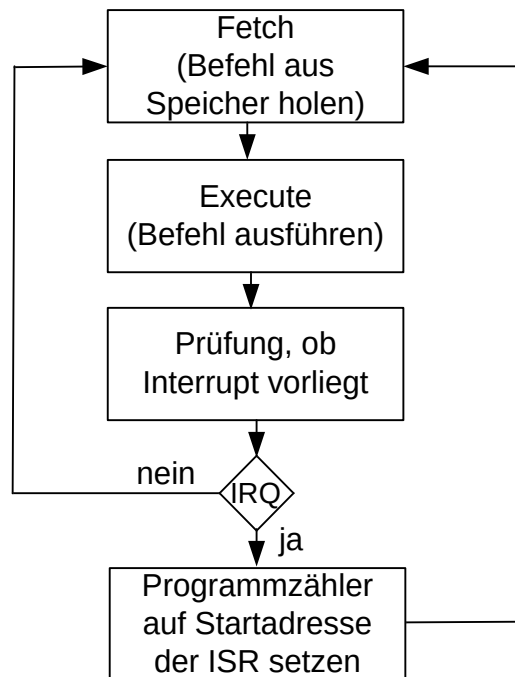 Fetch
(Befehl aus
Speicher holen)
Execute
(Befehl ausführen)
Prüfung, ob
Interrupt vorliegt
nein
IRQ
ja
Programmzähler
auf Startadresse
der ISR setzen